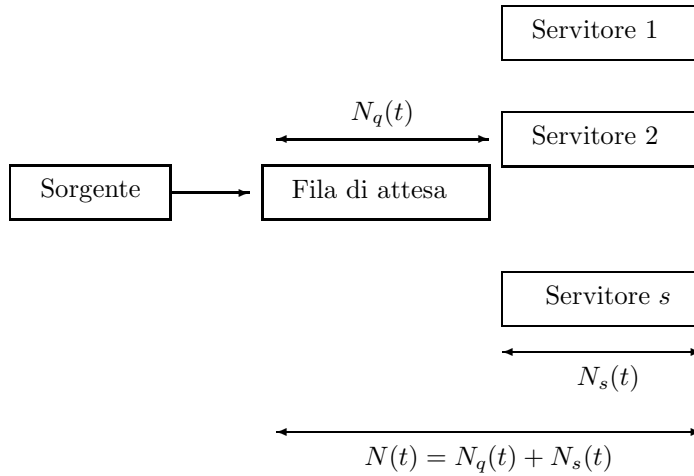 Servitore 1
N_q(t)
Servitore 2
Sorgente
Fila di attesa
Servitore s
N_s(t)
N(t) = N_q(t) + N_s(t)